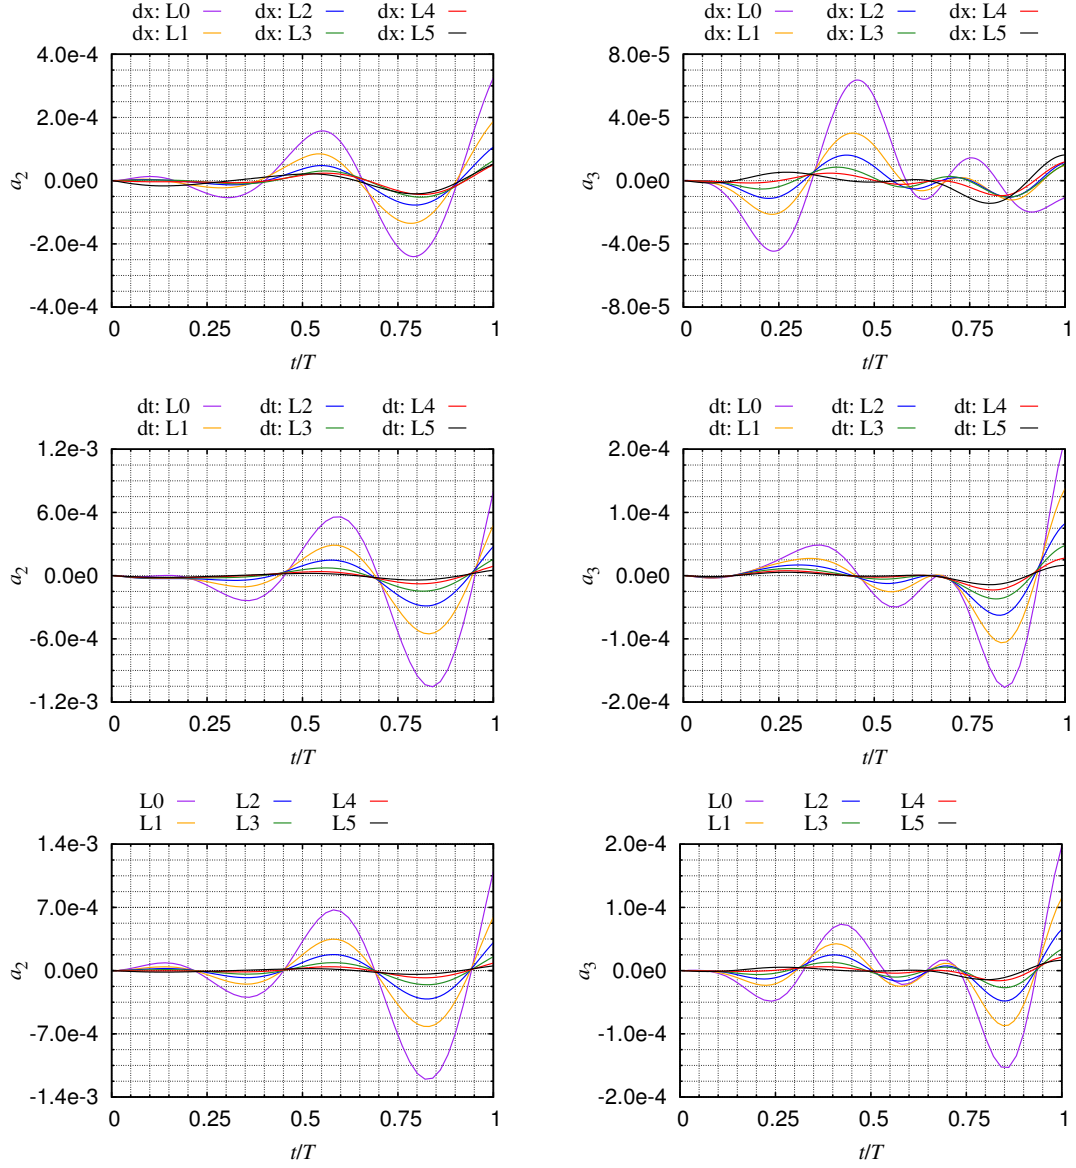 dx: L0 dx: L2 dx: L4
dx: L1 dx: L3 dx: L5
4.0e-4
2.0e-4
0.0e0
-2.0e-4
-4.0e-4
a2
0 0.25 0.5 0.75 1
t/T
dx: L0 dx: L2 dx: L4
dx: L1 dx: L3 dx: L5
8.0e-5
4.0e-5
0.0e0
-4.0e-5
-8.0e-5
a3
0 0.25 0.5 0.75 1
t/T
dt: L0 dt: L2 dt: L4
dt: L1 dt: L3 dt: L5
1.2e-3
6.0e-4
0.0e0
-6.0e-4
-1.2e-3
a2
0 0.25 0.5 0.75 1
t/T
dt: L0 dt: L2 dt: L4
dt: L1 dt: L3 dt: L5
2.0e-4
1.0e-4
0.0e0
-1.0e-4
-2.0e-4
a3
0 0.25 0.5 0.75 1
t/T
L0 L2 L4
L1 L3 L5
1.4e-3
7.0e-4
0.0e0
-7.0e-4
-1.4e-3
a2
0 0.25 0.5 0.75 1
t/T
L0 L2 L4
L1 L3 L5
2.0e-4
1.0e-4
0.0e0
-1.0e-4
-2.0e-4
a3
0 0.25 0.5 0.75 1
t/T